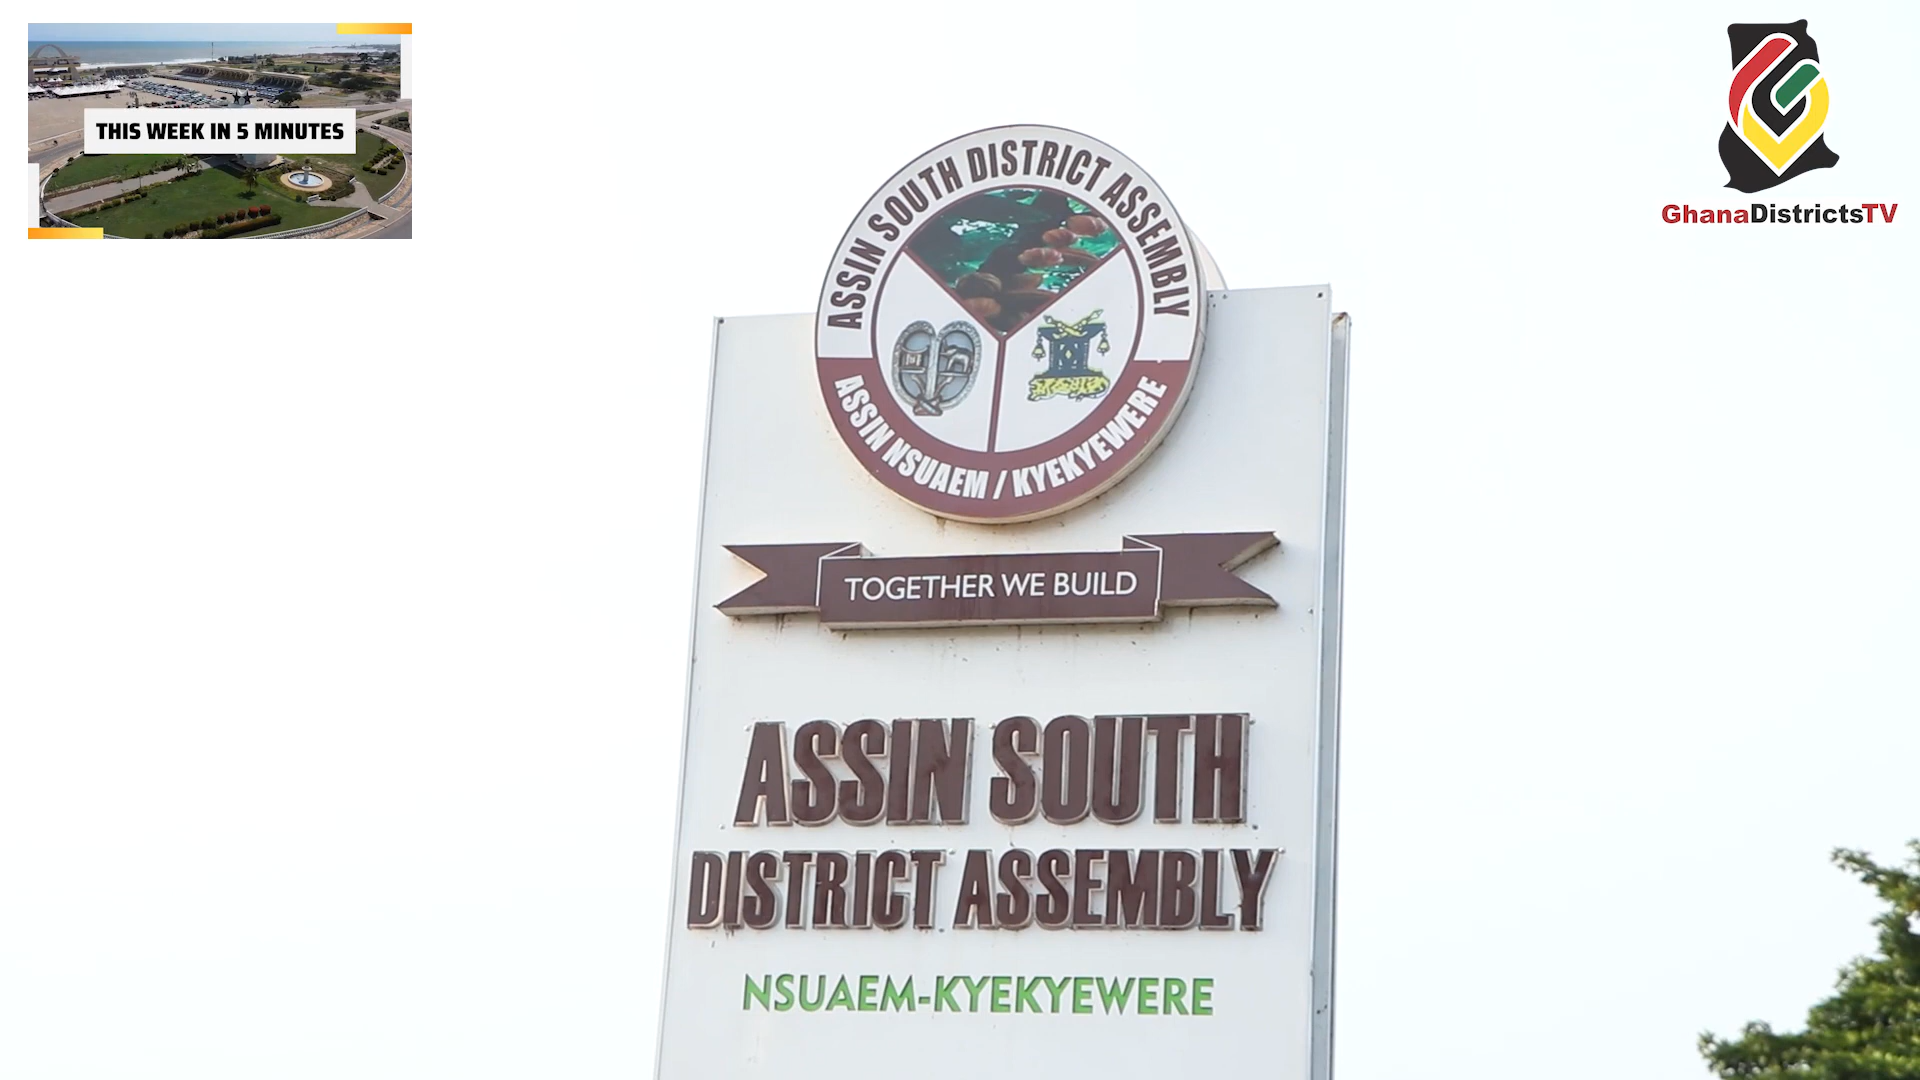 THIS WEEK IN 5 MINUTES
GhanaDistrictsTV
ASSIN SOUTH DISTRICT ASSEMBLY
ASSIN NSUAEM / KYEKYEWERE
TOGETHER WE BUILD
ASSIN SOUTH
DISTRICT ASSEMBLY
NSUAEM-KYEKYEWERE